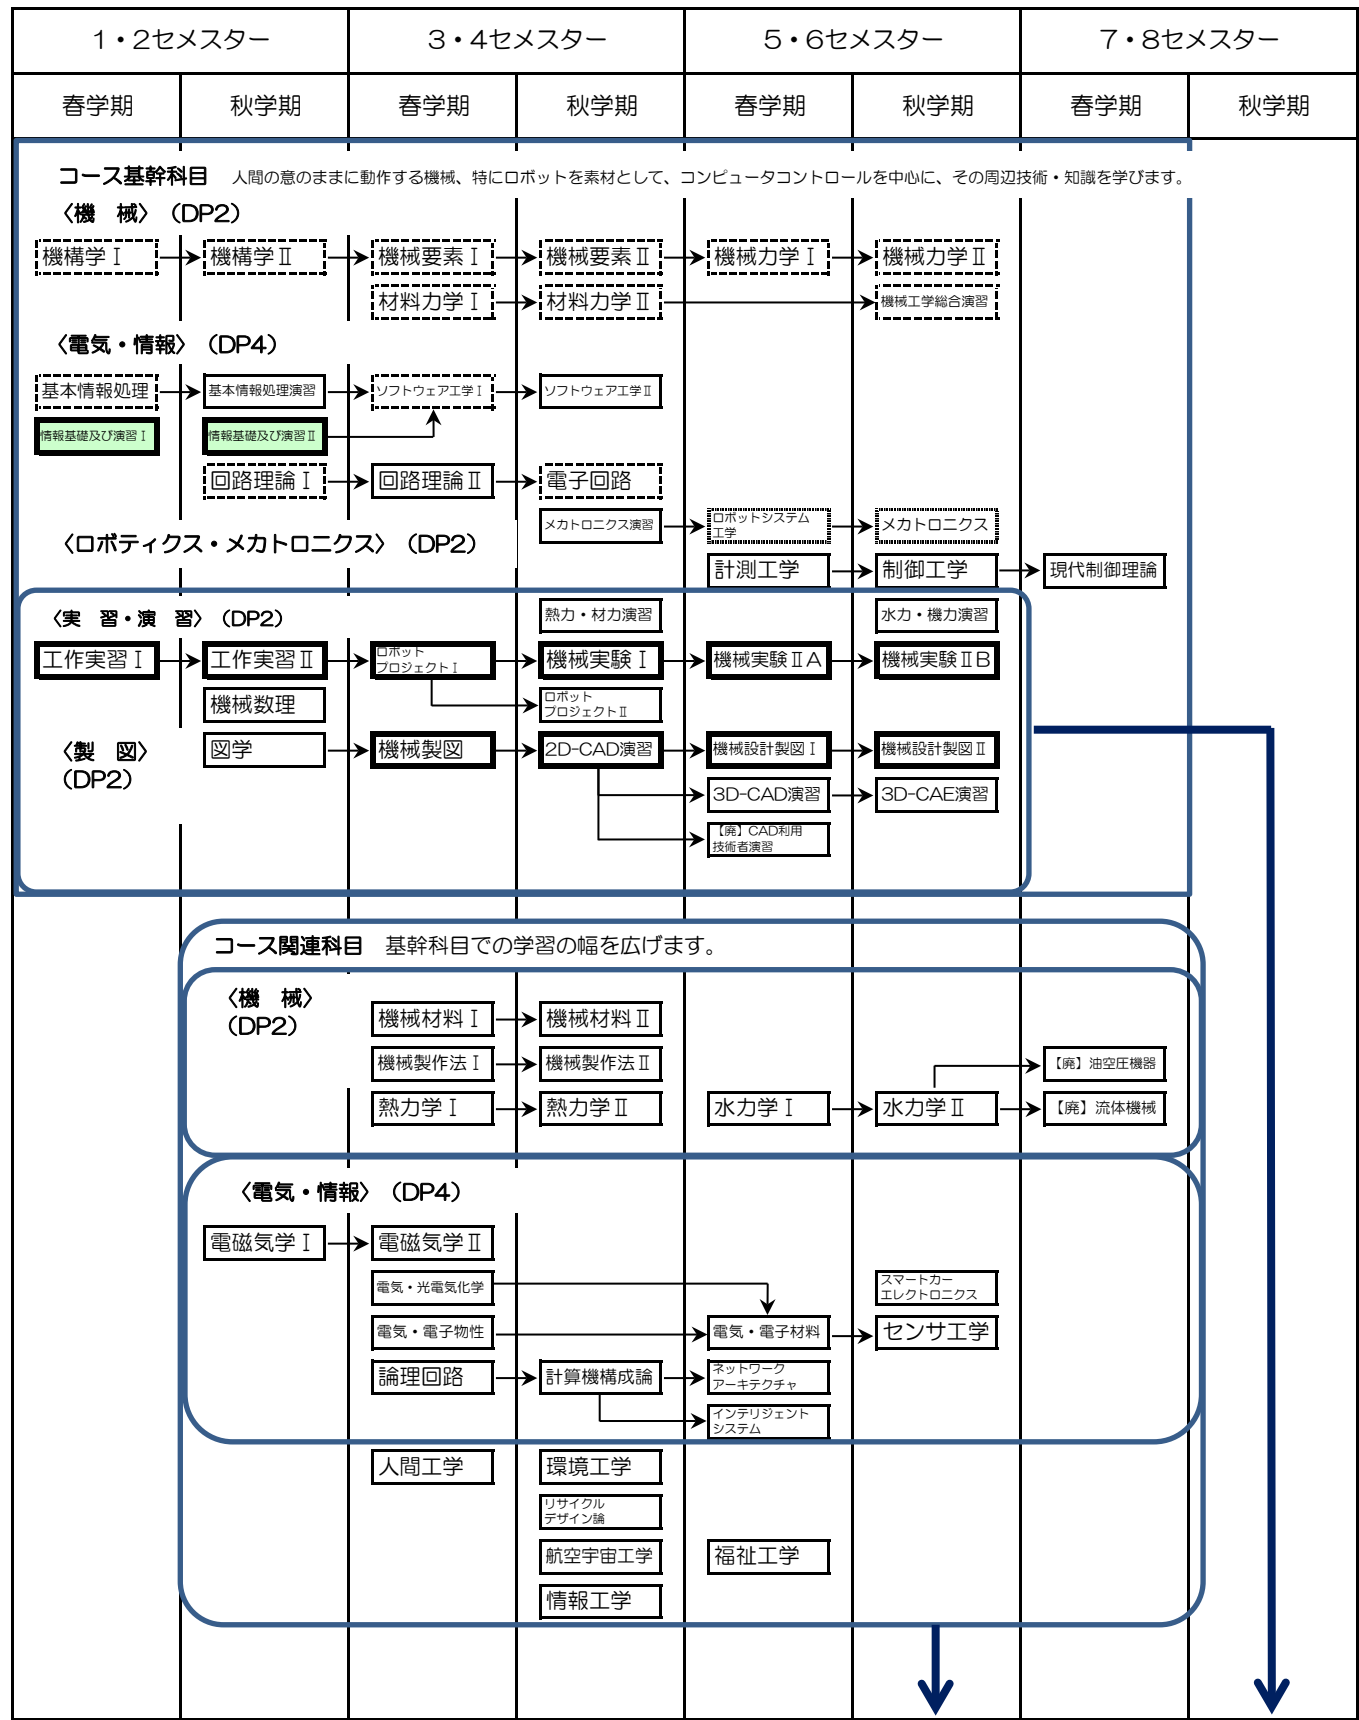 1・2セメスター 3・4セメスター 5・6セメスター 7・8セメスター
春学期 秋学期 春学期 秋学期 春学期 秋学期 春学期 秋学期
コース基幹科目 人間の意のままに動作する機械、特にロボットを素材として、コンピュータコントロールを中心に、その周辺技術・知識を学びます。
〈機 械〉（DP2）
機構学Ⅰ 機構学Ⅱ 機械要素Ⅰ 機械要素Ⅱ 機械力学Ⅰ 機械力学Ⅱ
材料力学Ⅰ 材料力学Ⅱ 機械工学総合演習
〈電気・情報〉（DP4）
基本情報処理 基本情報処理演習 ソフトウェア工学Ⅰ ソフトウェア工学Ⅱ
情報基礎及び演習Ⅰ 情報基礎及び演習Ⅱ
回路理論Ⅰ 回路理論Ⅱ 電子回路
メカトロニクス演習 ロボットシステム
工学 メカトロニクス
〈ロボティクス・メカトロニクス〉（DP2）
計測工学 制御工学 現代制御理論
〈実 習・演 習〉（DP2）
熱力・材力演習 水力・機力演習
工作実習Ⅰ 工作実習Ⅱ ロボット
プロジェクトⅠ 機械実験Ⅰ 機械実験ⅡA 機械実験ⅡB
機械数理 ロボット
プロジェクトⅡ
〈製 図〉
（DP2）
図学 機械製図 2D-CAD演習 機械設計製図Ⅰ 機械設計製図Ⅱ
3D-CAD演習 3D-CAE演習
【廃】CAD利用
技術者演習
コース関連科目 基幹科目での学習の幅を広げます。
〈機 械〉
（DP2）
機械材料Ⅰ 機械材料Ⅱ
機械製作法Ⅰ 機械製作法Ⅱ 【廃】油空圧機器
熱力学Ⅰ 熱力学Ⅱ 水力学Ⅰ 水力学Ⅱ 【廃】流体機械
〈電気・情報〉（DP4）
電磁気学Ⅰ 電磁気学Ⅱ
電気・光電気化学 スマートカー
エレクトロニクス
電気・電子物性 電気・電子材料 センサ工学
論理回路 計算機構成論 ネットワーク
アーキテクチャ
インテリジェント
システム
人間工学 環境工学
リサイクル
デザイン論
航空宇宙工学 福祉工学
情報工学